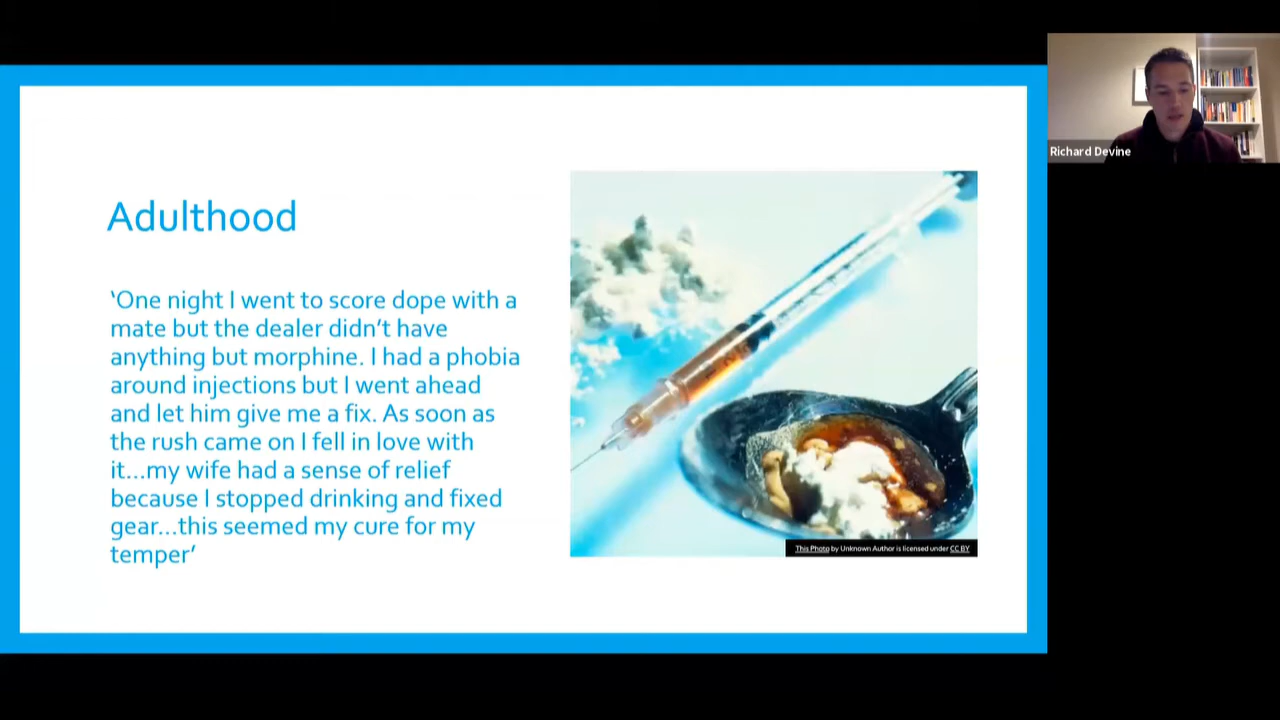 Adulthood
‘One night I went to score dope with a
mate but the dealer didn’t have
anything but morphine. I had a phobia
around injections but I went ahead
and let him give me a fix. As soon as
the rush came on I fell in love with
it...my wife had a sense of relief
because I stopped drinking and fixed
gear...this seemed my cure for my
temper’
This Photo by Unknown Author is licensed under CC BY
Richard Devine